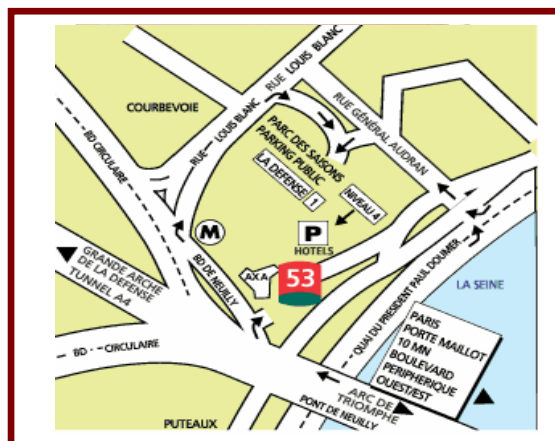 COURBEVOIE
RUE LOUIS BLANC
RUE LOUIS BLANC
RUE GÉNÉRAL AUDRAN
BD CIRCULAIRE
PARC DES SAISONS
PARKING PUBLIC
LA DEFENSE 1
NIVEAU 4
M
P
HOTELS
GRANDE ARCHE
DE LA DEFENSE
TUNNEL A4
BD DE NEUILLY
AXA
53
QUAI DU PRESIDENT PAUL DOUMER
LA SEINE
BD CIRCULAIRE
PARIS
PORTE MAILLOT
10 MN
BOULEVARD
PERIPHERIQUE
OUEST/EST
ARC DE
TRIOMPHE
PONT DE NEUILLY
PUTEAUX